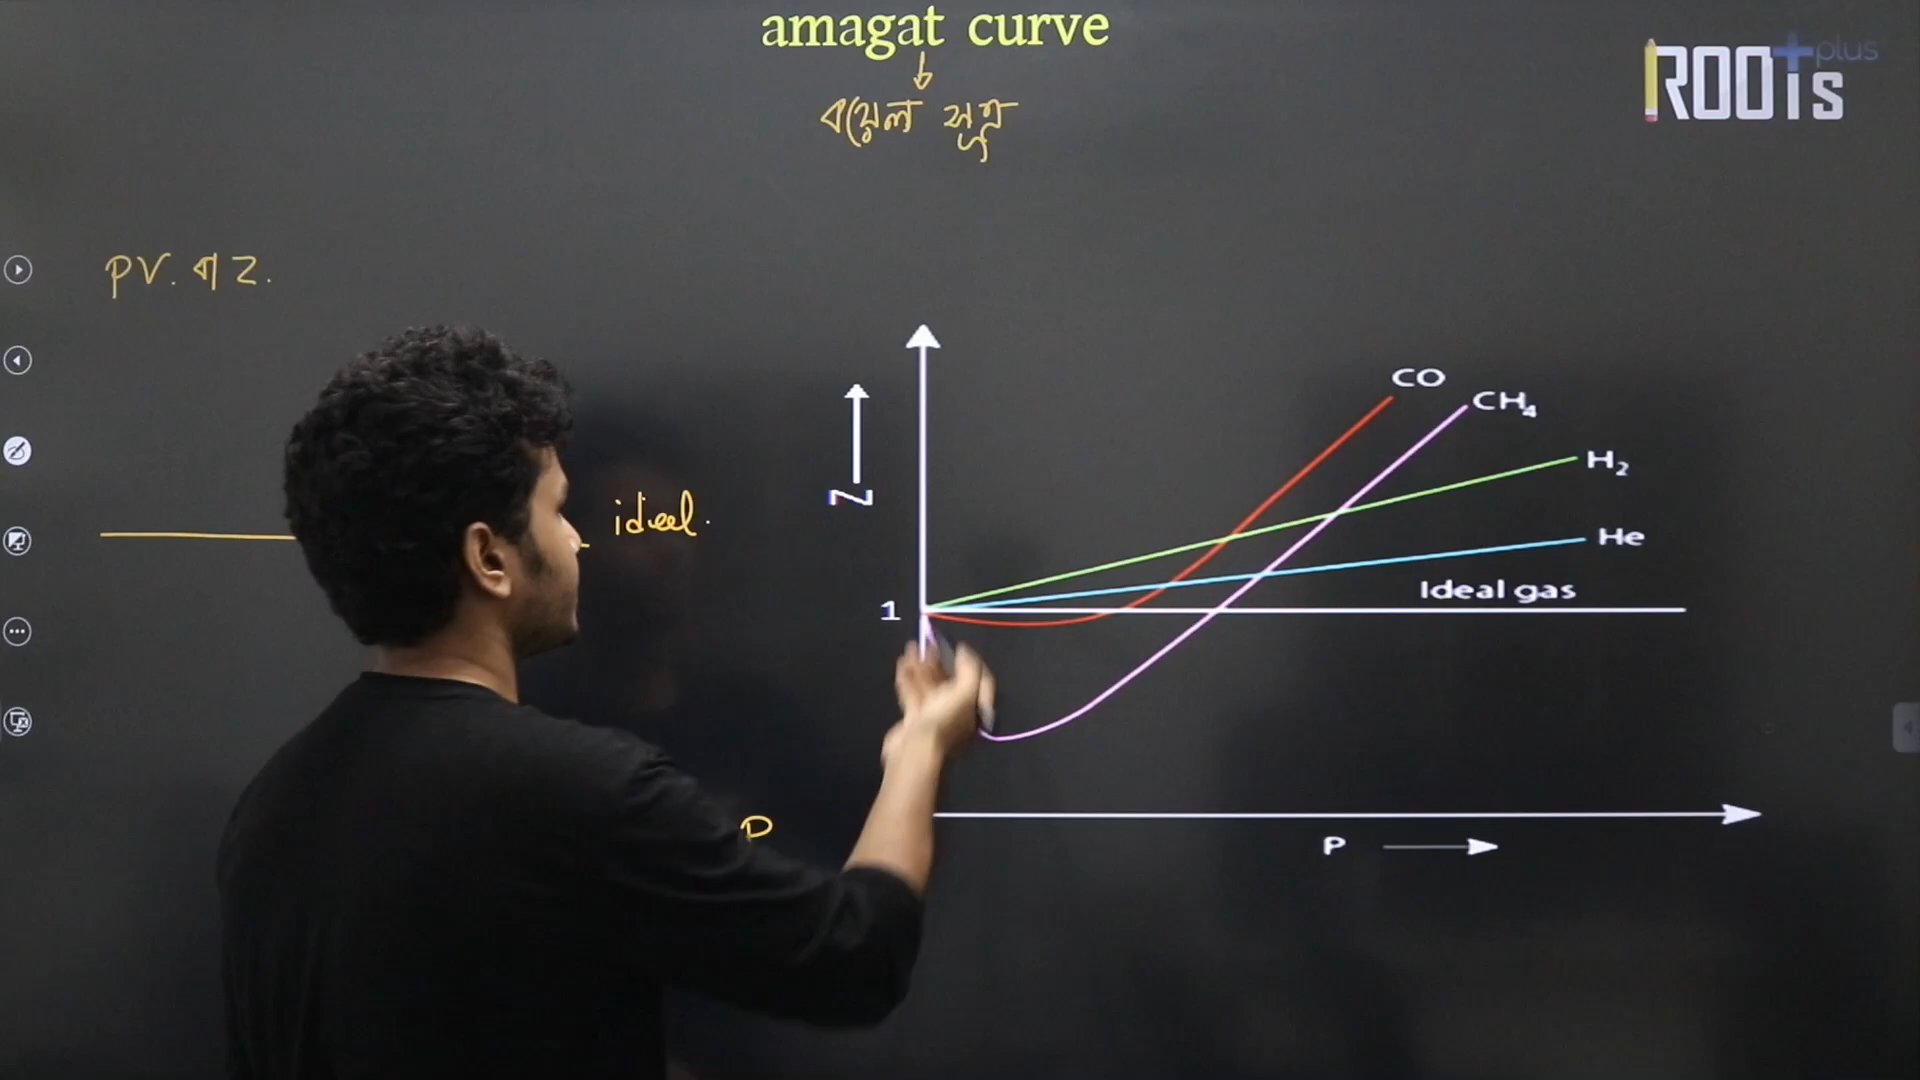 amagat curve
ROOTs plus
বয়েল সূত্র
PV. বা Z.
CO
CH₄
H₂
Z
ideal.
He
Ideal gas
1
P
P